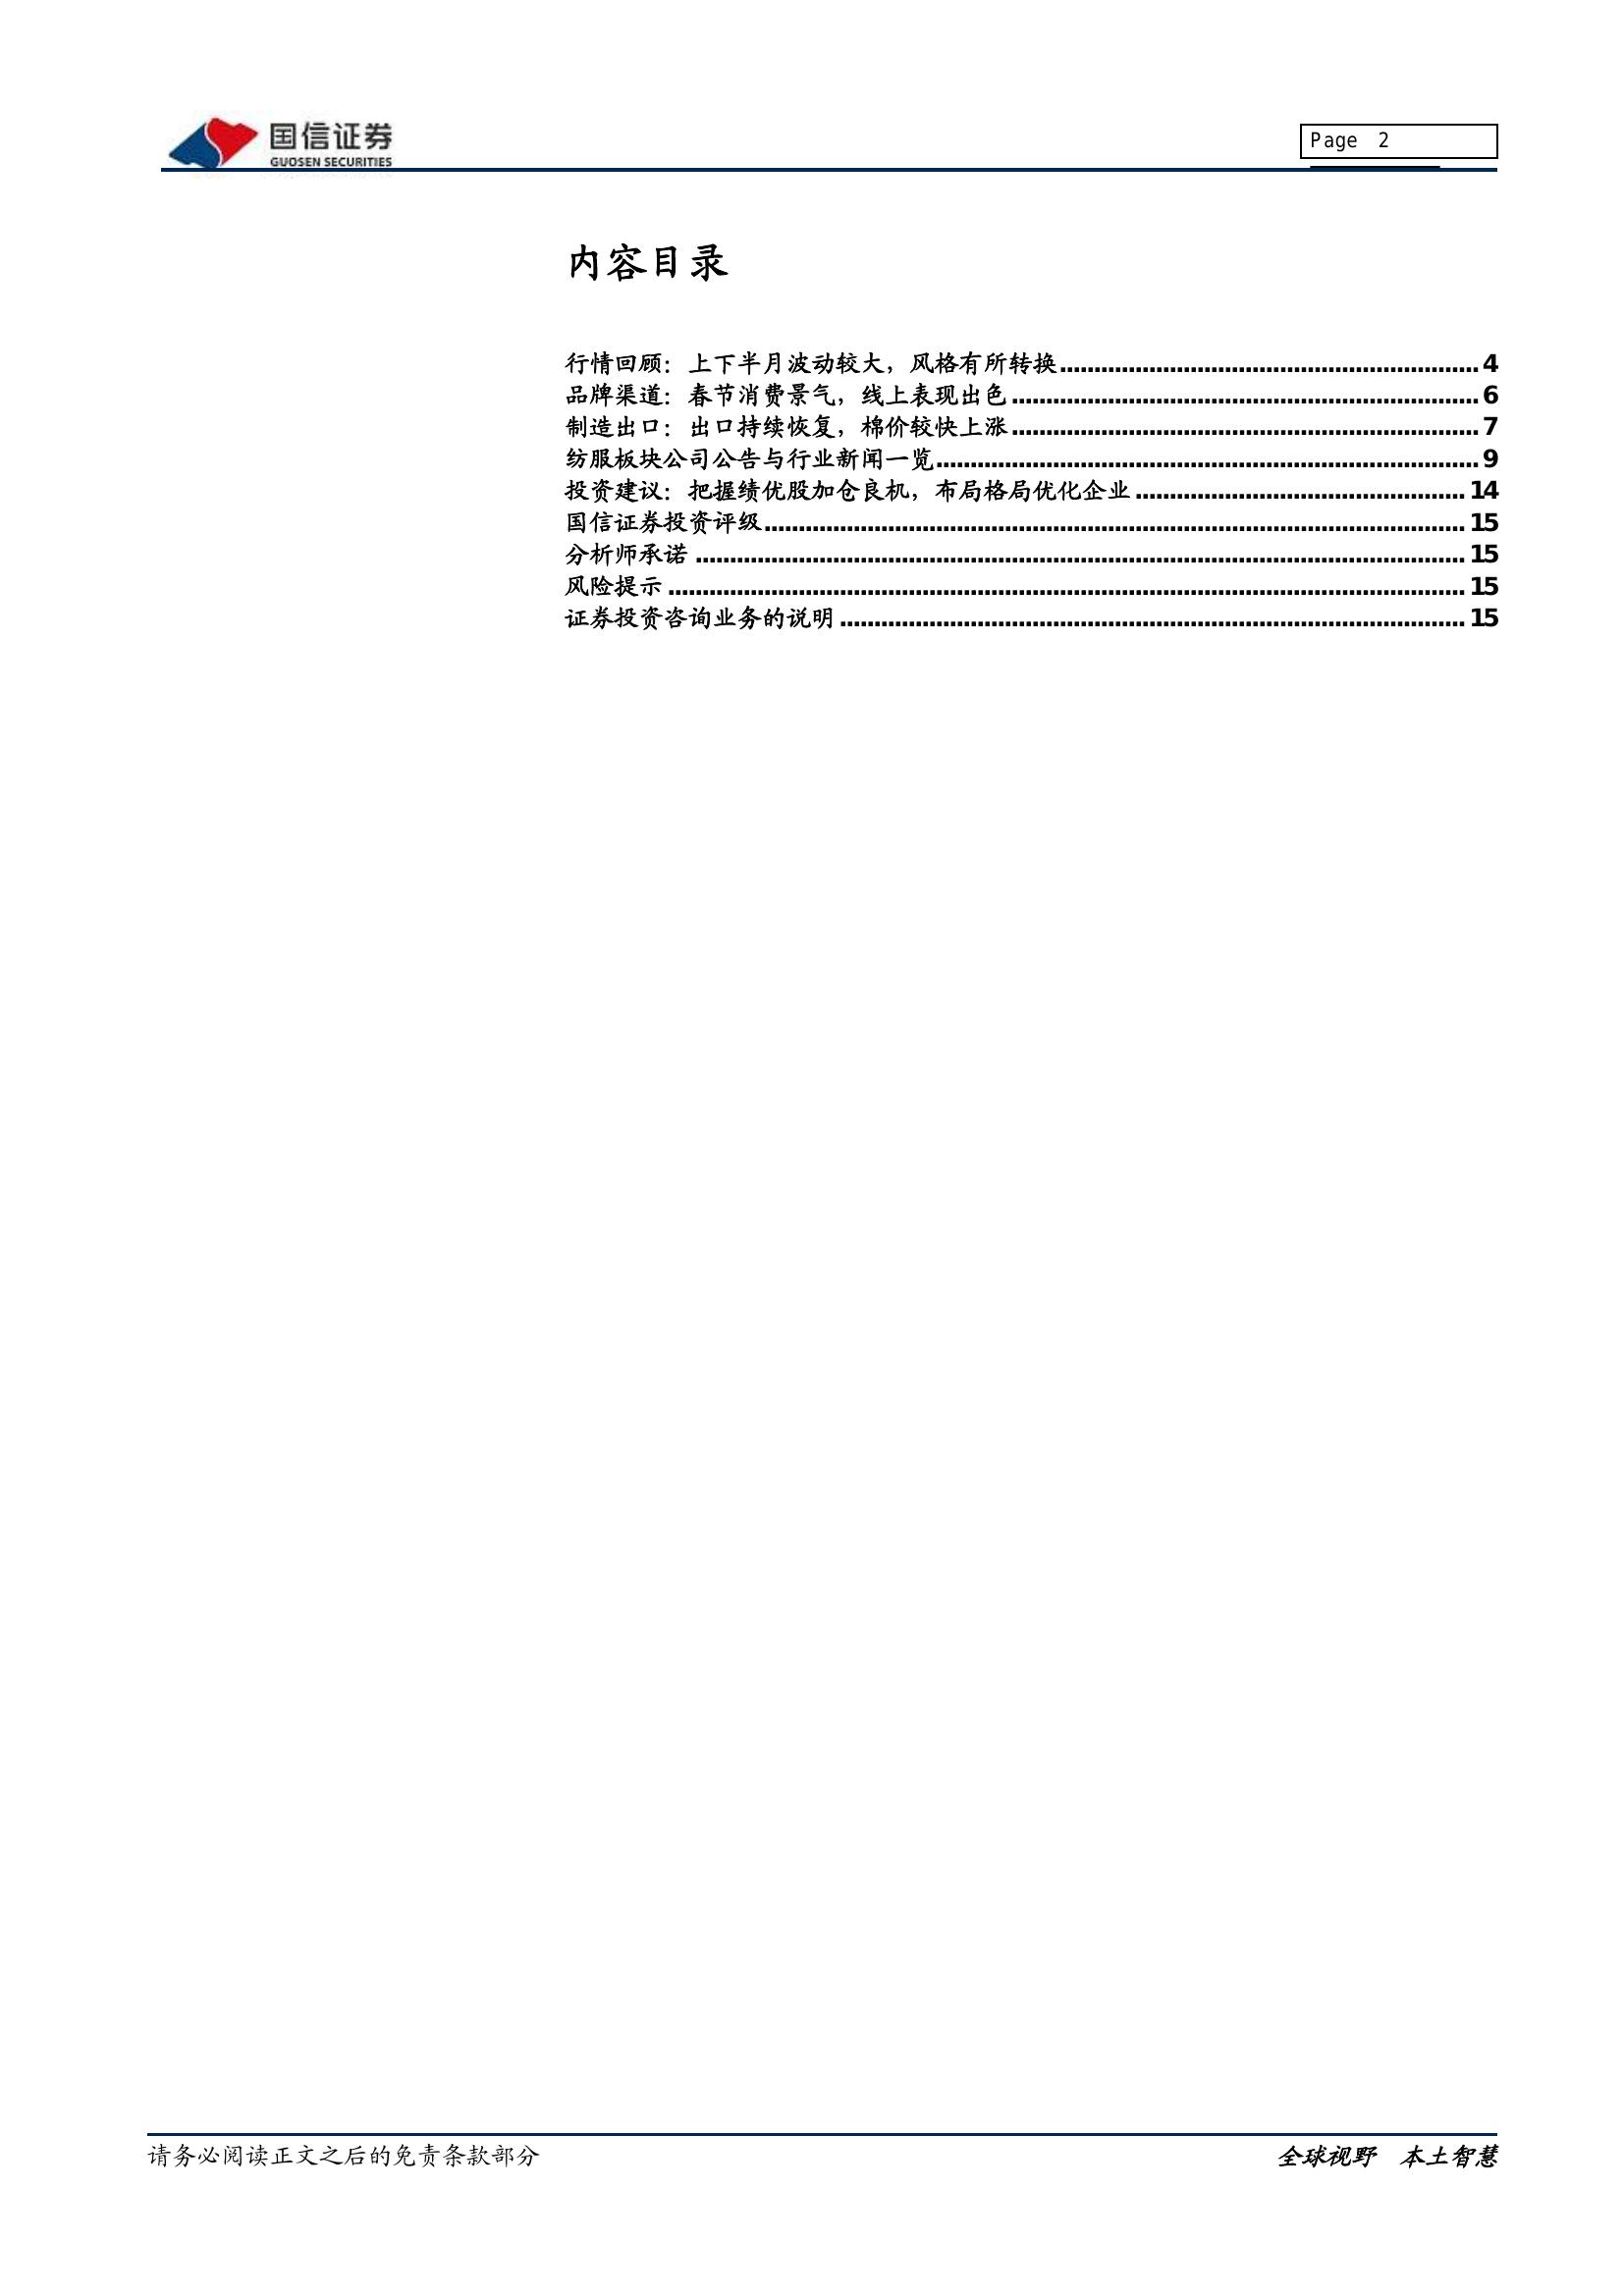 国信证券
GUOSEN SECURITIES
Page 2
内容目录
行情回顾：上下半月波动较大，风格有所转换............................................................. 4
品牌渠道：春节消费景气，线上表现出色.................................................................... 6
制造出口：出口持续恢复，棉价较快上涨.................................................................... 7
纺服板块公司公告与行业新闻一览............................................................................... 9
投资建议：把握绩优股加仓良机，布局格局优化企业................................................ 14
国信证券投资评级...................................................................................................... 15
分析师承诺................................................................................................................ 15
风险提示.................................................................................................................... 15
证券投资咨询业务的说明........................................................................................... 15
请务必阅读正文之后的免责条款部分
全球视野 本土智慧